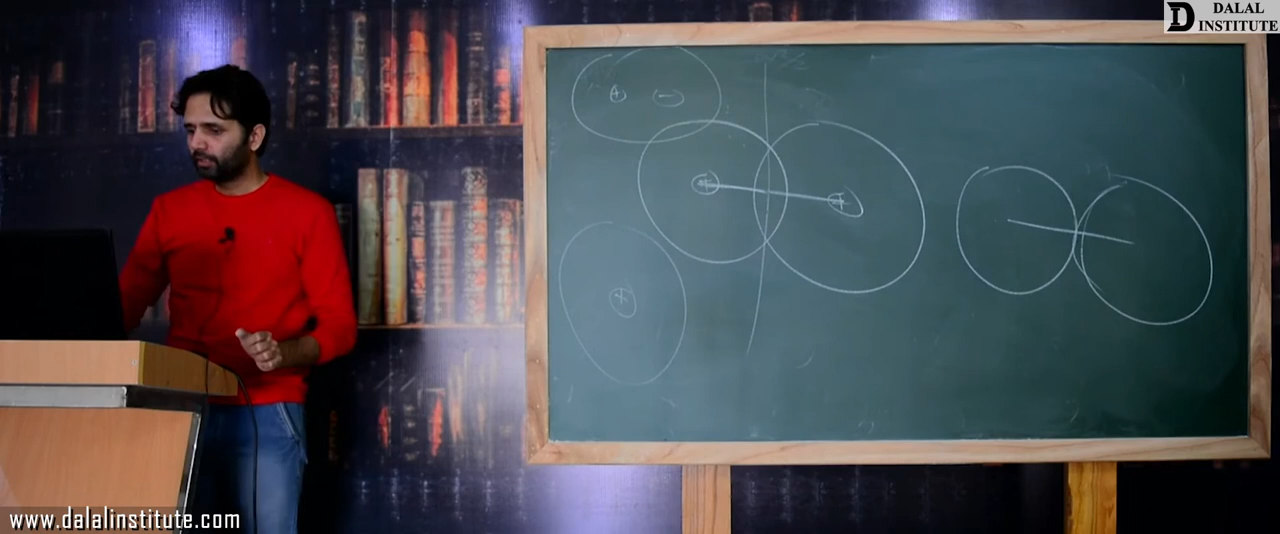 DALAL
INSTITUTE
+ −
+ +
+
www.dalalinstitute.com